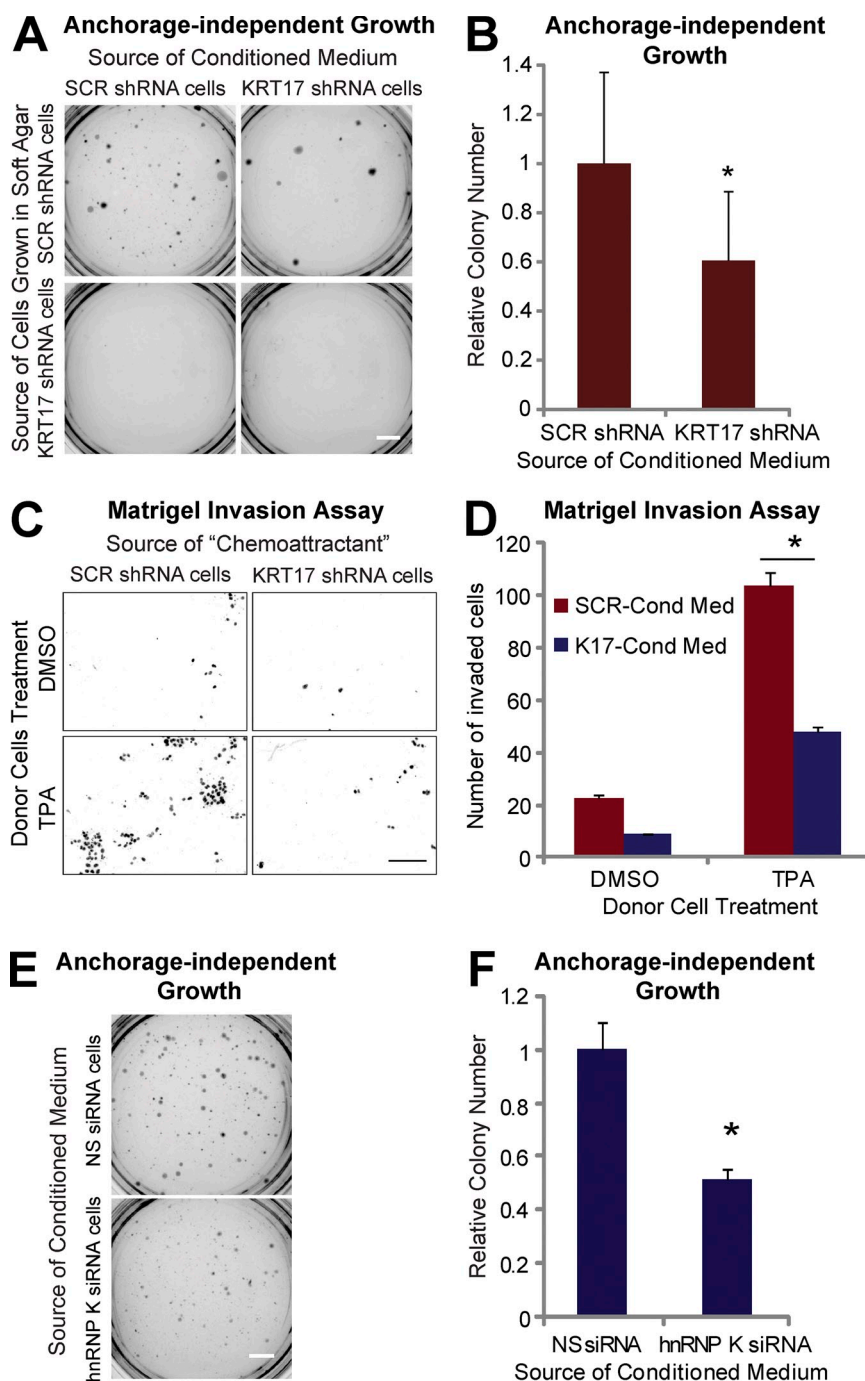 A Anchorage-independent Growth
Source of Conditioned Medium
SCR shRNA cells KRT17 shRNA cells
Source of Cells Grown in Soft Agar
SCR shRNA cells
KRT17 shRNA cells
B Anchorage-independent
Growth
Relative Colony Number
1.4
1.2
1
0.8
0.6
0.4
0.2
0
*
SCR shRNA KRT17 shRNA
Source of Conditioned Medium
C Matrigel Invasion Assay
Source of “Chemoattractant”
SCR shRNA cells KRT17 shRNA cells
Donor Cells Treatment
DMSO
TPA
D Matrigel Invasion Assay
Number of invaded cells
120
100
80
60
40
20
0
SCR-Cond Med
K17-Cond Med
*
DMSO TPA
Donor Cell Treatment
E Anchorage-independent
Growth
Source of Conditioned Medium
NS siRNA cells
hnRNP K siRNA cells
F Anchorage-independent
Growth
Relative Colony Number
1.2
1
0.8
0.6
0.4
0.2
0
*
NS siRNA hnRNP K siRNA
Source of Conditioned Medium